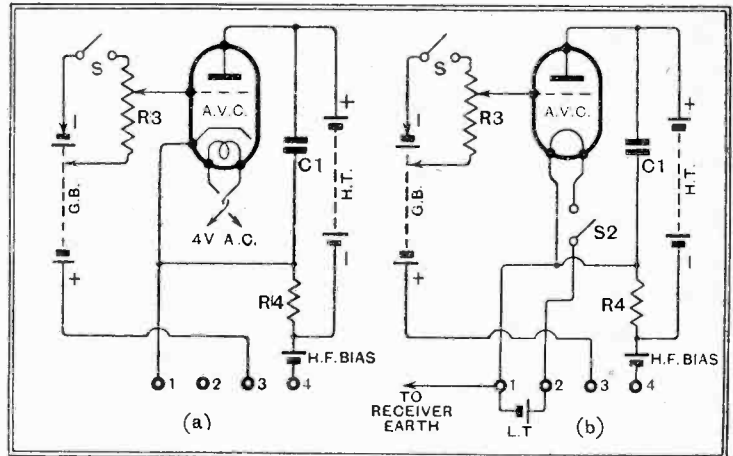 S
R3
A.V.C.
C1
H.T.
+
−
G.B.
−
+
4V A.C.
R4
H.F. BIAS
1 2 3 4
(a)
S
R3
A.V.C.
C1
H.T.
+
−
G.B.
−
+
S2
R4
H.F. BIAS
1 2 3 4
TO
RECEIVER
EARTH
L.T
(b)